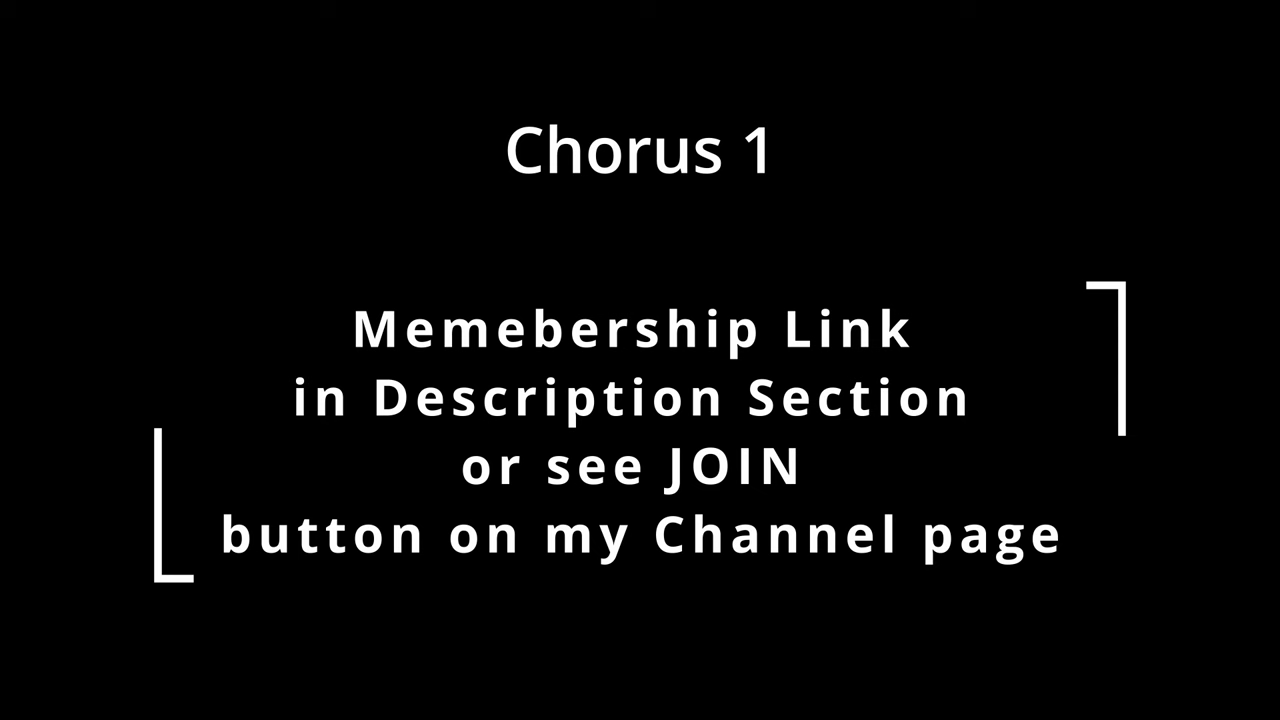 Chorus 1
Memebership Link
in Description Section
or see JOIN
button on my Channel page